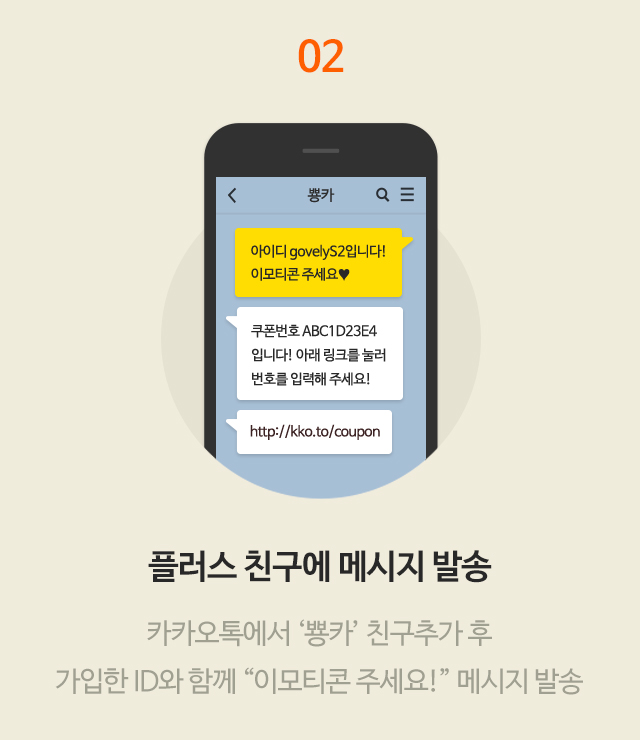 02
뿅카
아이디 govelyS2입니다!
이모티콘 주세요♥
쿠폰번호 ABC1D23E4
입니다! 아래 링크를 눌러
번호를 입력해 주세요!
http://kko.to/coupon
플러스 친구에 메시지 발송
카카오톡에서 ‘뿅카’ 친구추가 후
가입한 ID와 함께 “이모티콘 주세요!” 메시지 발송